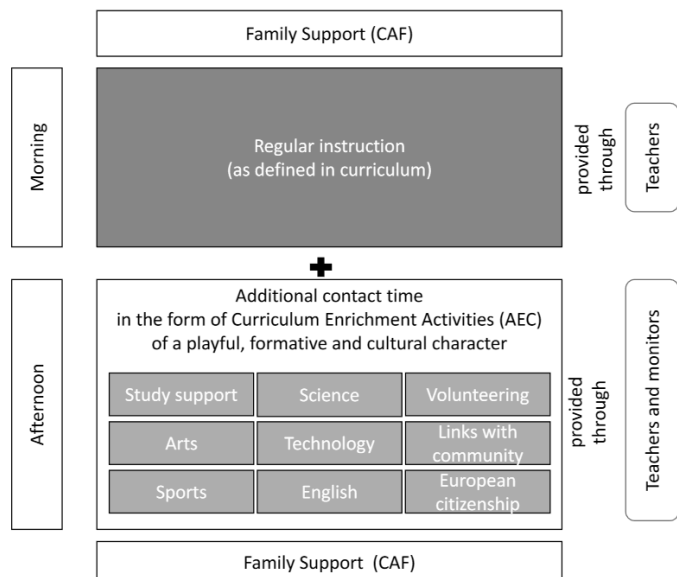 Family Support (CAF)
Morning
Regular instruction
(as defined in curriculum)
provided
through
Teachers
Afternoon
Additional contact time
in the form of Curriculum Enrichment Activities (AEC)
of a playful, formative and cultural character
Study support
Science
Volunteering
Arts
Technology
Links with
community
Sports
English
European
citizenship
provided
through
Teachers and monitors
Family Support (CAF)